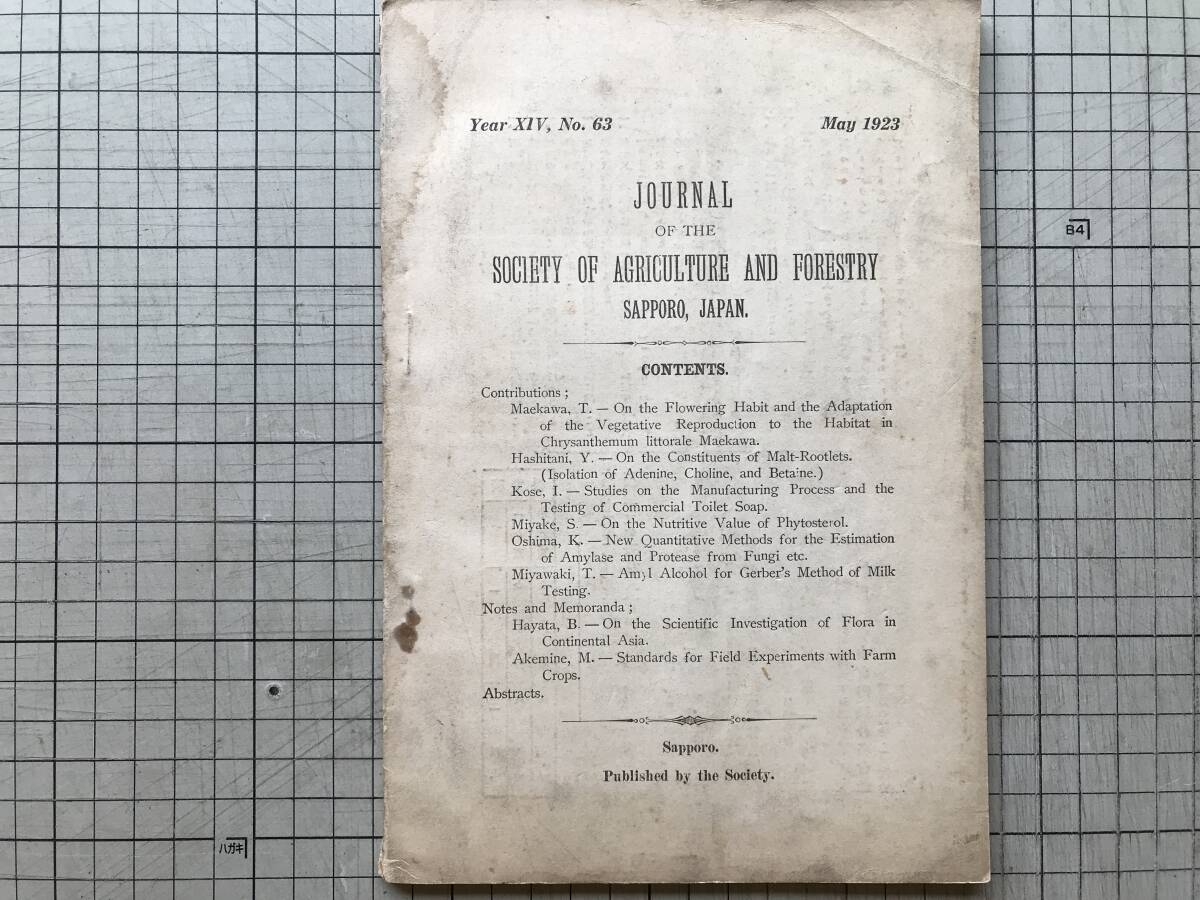 Year XIV, No. 63
May 1923
JOURNAL
OF THE
SOCIETY OF AGRICULTURE AND FORESTRY
SAPPORO, JAPAN.
CONTENTS.
Contributions ;
Maekawa, T. — On the Flowering Habit and the Adaptation
of the Vegetative Reproduction to the Habitat in
Chrysanthemum littorale Maekawa.
Hashitani, Y. — On the Constituents of Malt-Rootlets.
(Isolation of Adenine, Choline, and Betaine.)
Kose, I. — Studies on the Manufacturing Process and the
Testing of Commercial Toilet Soap.
Miyake, S. — On the Nutritive Value of Phytosterol.
Oshima, K. — New Quantitative Methods for the Estimation
of Amylase and Protease from Fungi etc.
Miyawaki, T. — Amyl Alcohol for Gerber's Method of Milk
Testing.
Notes and Memoranda ;
Hayata, B. — On the Scientific Investigation of Flora in
Continental Asia.
Akemine, M. — Standards for Field Experiments with Farm
Crops.
Abstracts.
Sapporo.
Published by the Society.
B4
ハガキ